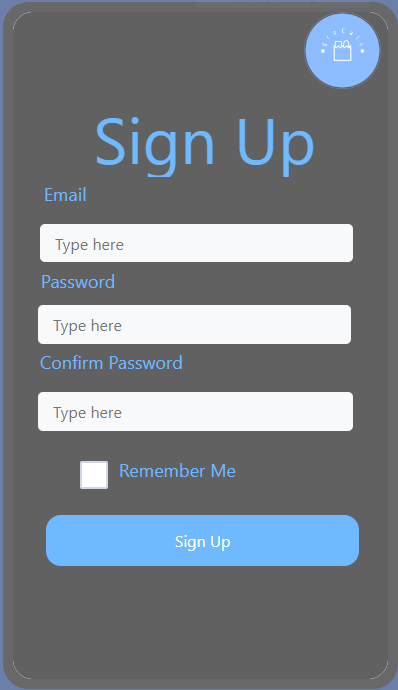 Sign Up
Email
Type here
Password
Type here
Confirm Password
Type here
Remember Me
Sign Up